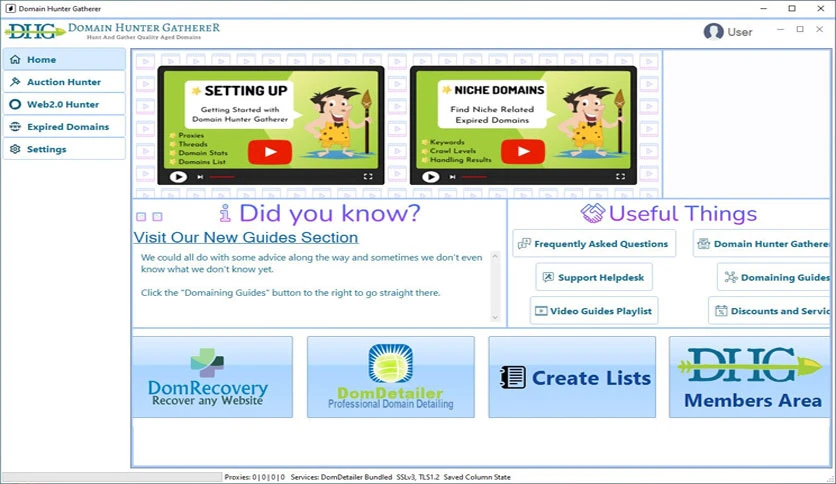 Domain Hunter Gatherer
DHG DOMAIN HUNTER GATHERER
Hunt And Gather Quality Aged Domains
User
Home
Auction Hunter
Web2.0 Hunter
Expired Domains
Settings
SETTING UP
Getting Started with
Domain Hunter Gatherer
Proxies
Threads
Domain Stats
Domains List
NICHE DOMAINS
Find Niche Related
Expired Domains
Keywords
Crawl Levels
Handling Results
Did you know?
Visit Our New Guides Section
We could all do with some advice along the way and sometimes we don't even
know what we don't know yet.
Click the "Domaining Guides" button to the right to go straight there.
Useful Things
Frequently Asked Questions
Domain Hunter Gathere
Support Helpdesk
Domaining Guides
Video Guides Playlist
Discounts and Servic
DomRecovery
Recover any Website
DomDetailer
Professional Domain Detailing
Create Lists
DHG
Members Area
Proxies: 0 | 0 | 0 | 0 Services: DomDetailer Bundled SSLv3, TLS1.2 Saved Column State